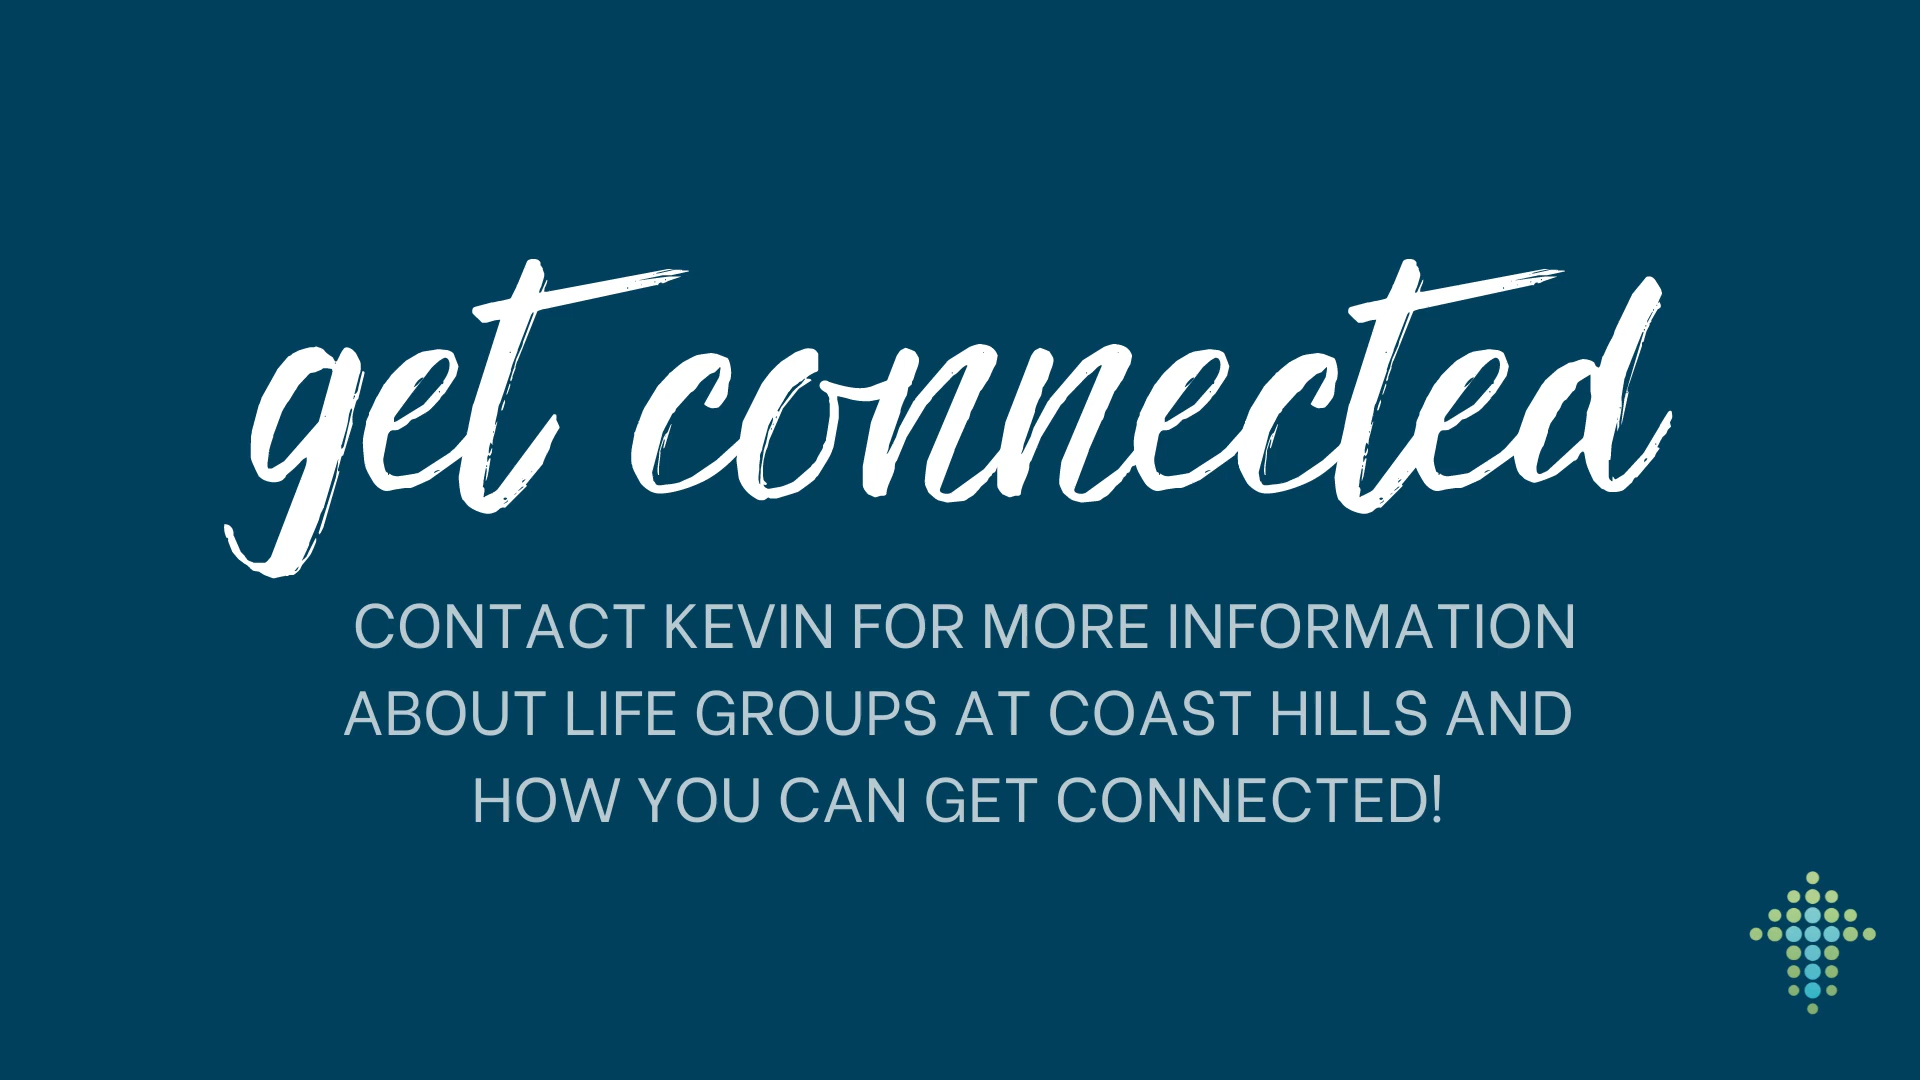 get connected
CONTACT KEVIN FOR MORE INFORMATION
ABOUT LIFE GROUPS AT COAST HILLS AND
HOW YOU CAN GET CONNECTED!